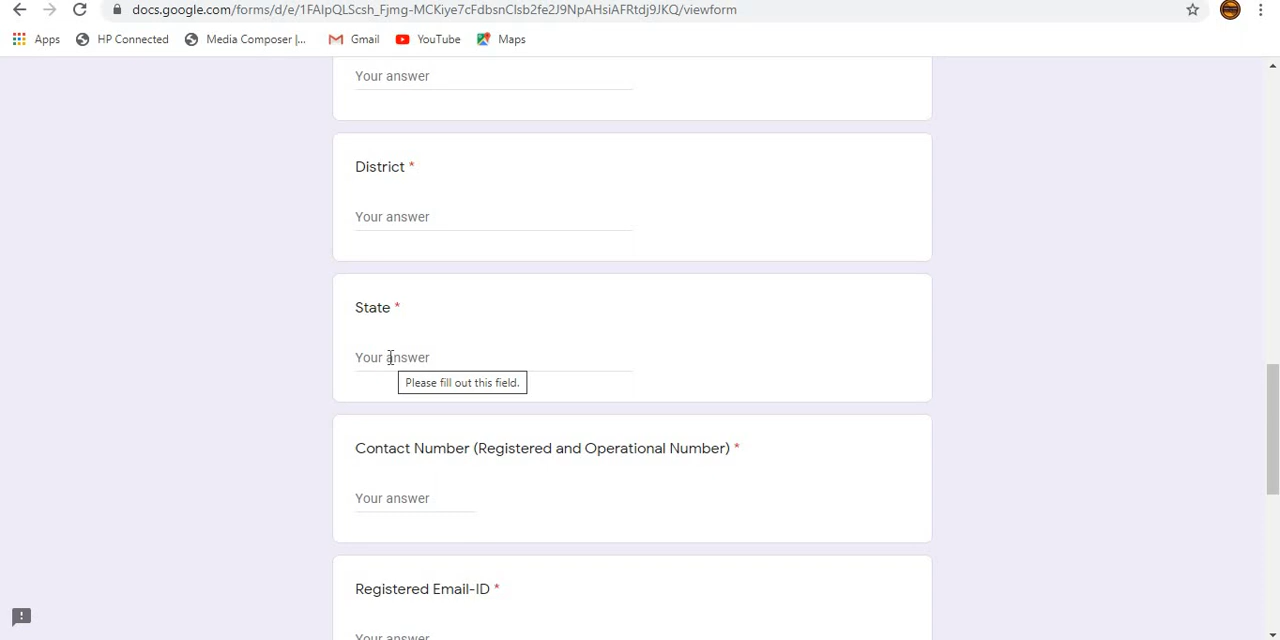 docs.google.com/forms/d/e/1FAIpQLScsh_Fjmg-MCKiye7cFdbsnClsb2fe2J9NpAHsiAFRtdj9JKQ/viewform
Apps HP Connected Media Composer |... Gmail YouTube Maps
Your answer
District *
Your answer
State *
Your answer
Please fill out this field.
Contact Number (Registered and Operational Number) *
Your answer
Registered Email-ID *
Your answer